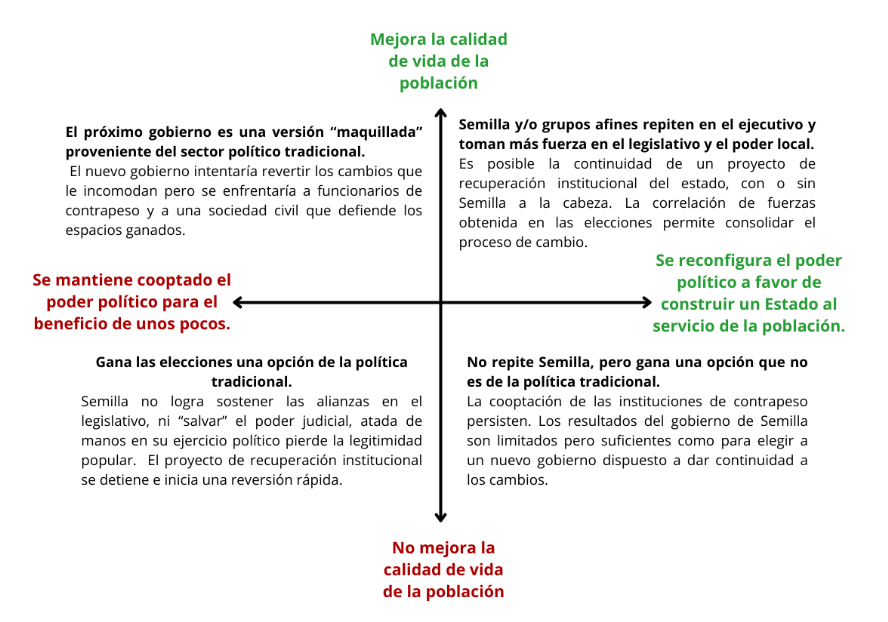 Mejora la calidad
de vida de la
población
El próximo gobierno es una versión “maquillada”
proveniente del sector político tradicional.
El nuevo gobierno intentaría revertir los cambios que
le incomodan pero se enfrentaría a funcionarios de
contrapeso y a una sociedad civil que defiende los
espacios ganados.
Semilla y/o grupos afines repiten en el ejecutivo y
toman más fuerza en el legislativo y el poder local.
Es posible la continuidad de un proyecto de
recuperación institucional del estado, con o sin
Semilla a la cabeza. La correlación de fuerzas
obtenida en las elecciones permite consolidar el
proceso de cambio.
Se mantiene cooptado el
poder político para el
beneficio de unos pocos.
Se reconfigura el poder
político a favor de
construir un Estado al
servicio de la población.
Gana las elecciones una opción de la política
tradicional.
Semilla no logra sostener las alianzas en el
legislativo, ni “salvar” el poder judicial, atada de
manos en su ejercicio político pierde la legitimidad
popular. El proyecto de recuperación institucional
se detiene e inicia una reversión rápida.
No repite Semilla, pero gana una opción que no
es de la política tradicional.
La cooptación de las instituciones de contrapeso
persisten. Los resultados del gobierno de Semilla
son limitados pero suficientes como para elegir a
un nuevo gobierno dispuesto a dar continuidad a
los cambios.
No mejora la
calidad de vida
de la población